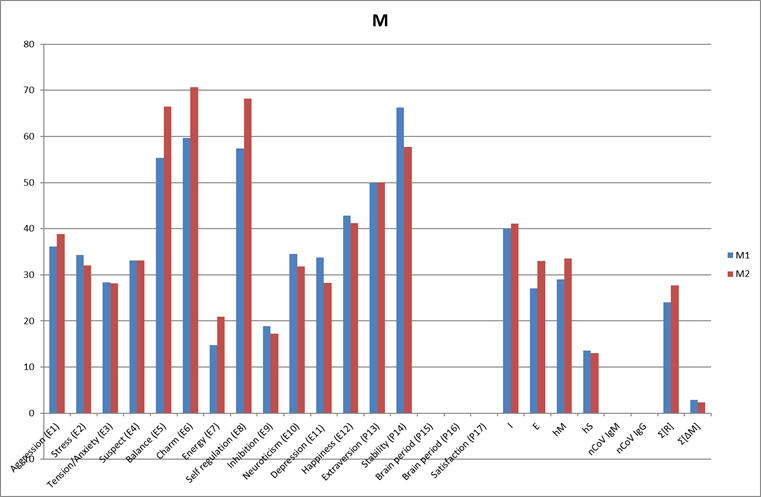 M
80
70
60
50
40
30
20
10
0
10
Aggression (E1)
Stress (E2)
Tension/Anxiety (E3)
Suspect (E4)
Balance (E5)
Charm (E6)
Energy (E7)
Self regulation (E8)
Inhibition (E9)
Neuroticism (E10)
Depression (E11)
Happiness (E12)
Extraversion (P13)
Stability (P14)
Brain period (P15)
Brain period (P16)
Satisfaction (P17)
I
E
hM
hS
nCoV IgM
nCoV IgG
Σ[R]
Σ[ΔM]
M1
M2